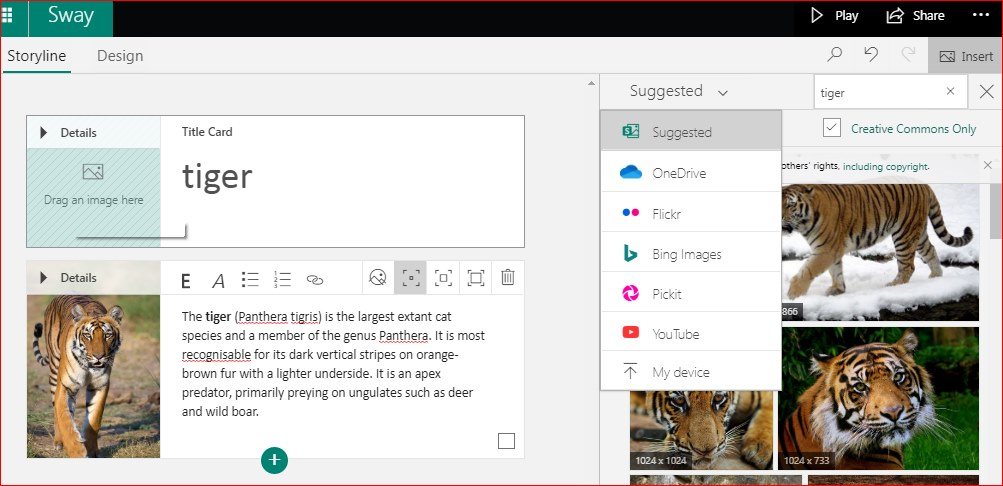 Sway
Play
Share
Storyline
Design
Insert
Suggested
tiger
Creative Commons Only
Suggested
OneDrive
Flickr
Bing Images
Pickit
YouTube
My device
others' rights, including copyright.
866
1024 x 1024
1024 x 733
Details
Title Card
tiger
Drag an image here
Details
E A
1
2
3
The tiger (Panthera tigris) is the largest extant cat
species and a member of the genus Panthera. It is most
recognisable for its dark vertical stripes on orange-
brown fur with a lighter underside. It is an apex
predator, primarily preying on ungulates such as deer
and wild boar.